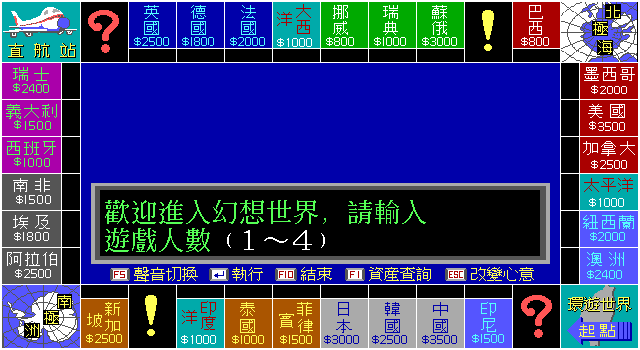 直航站
?
英國
$2500
德國
$1800
法國
$2000
大西洋
$1000
挪威
$800
瑞典
$1000
蘇俄
$3000
!
巴西
$800
北極海
瑞士
$2400
義大利
$1500
西班牙
$1000
南非
$1500
埃及
$1800
阿拉伯
$2500
墨西哥
$2000
美國
$3500
加拿大
$2500
太平洋
$1000
紐西蘭
$2000
澳洲
$2400
歡迎進入幻想世界, 請輸入
遊戲人數 (1~4)
F5 聲音切換 ↵ 執行 F10 結束 F1 資產查詢 ESC 改變心意
南極洲
新加坡
$2500
!
印度洋
$1000
泰國
$1000
菲律賓
$1500
日本
$3000
韓國
$2500
中國
$3500
印尼
$1500
?
環遊世界
起點